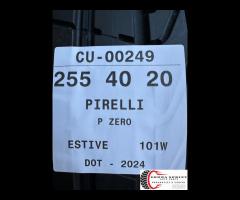 CU-00249
255 40 20
PIRELLI
P ZERO
ESTIVE 101W
DOT - 2024